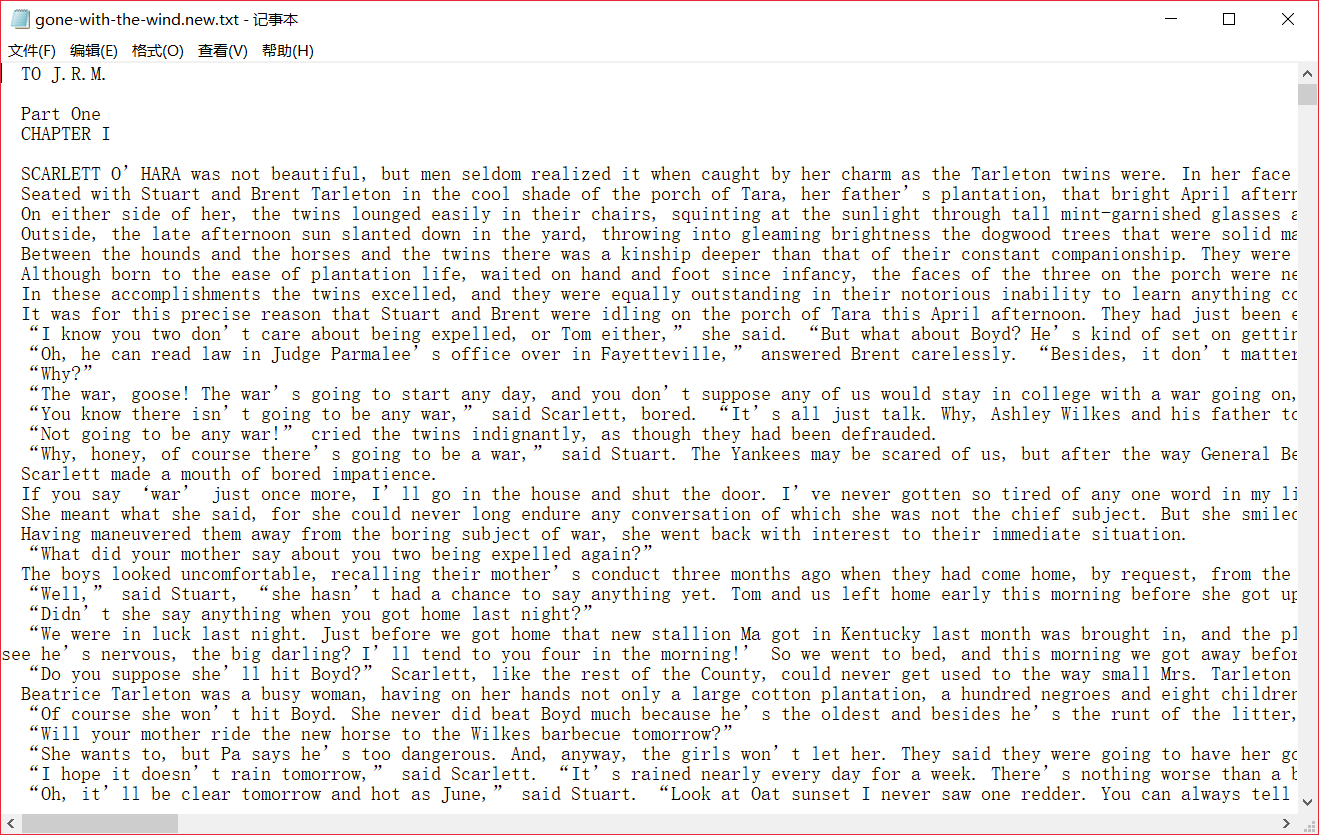 gone-with-the-wind.new.txt - 记事本
文件(F) 编辑(E) 格式(O) 查看(V) 帮助(H)
TO J.R.M.
Part One
CHAPTER I
SCARLETT O’HARA was not beautiful, but men seldom realized it when caught by her charm as the Tarleton twins were. In her face
Seated with Stuart and Brent Tarleton in the cool shade of the porch of Tara, her father’s plantation, that bright April aftern
On either side of her, the twins lounged easily in their chairs, squinting at the sunlight through tall mint-garnished glasses a
Outside, the late afternoon sun slanted down in the yard, throwing into gleaming brightness the dogwood trees that were solid ma
Between the hounds and the horses and the twins there was a kinship deeper than that of their constant companionship. They were
Although born to the ease of plantation life, waited on hand and foot since infancy, the faces of the three on the porch were ne
In these accomplishments the twins excelled, and they were equally outstanding in their notorious inability to learn anything co
It was for this precise reason that Stuart and Brent were idling on the porch of Tara this April afternoon. They had just been e
“I know you two don’t care about being expelled, or Tom either,” she said. “But what about Boyd? He’s kind of set on gettin
“Oh, he can read law in Judge Parmalee’s office over in Fayetteville,” answered Brent carelessly. “Besides, it don’t matter
“Why?”
“The war, goose! The war’s going to start any day, and you don’t suppose any of us would stay in college with a war going on,
“You know there isn’t going to be any war,” said Scarlett, bored. “It’s all just talk. Why, Ashley Wilkes and his father to
“Not going to be any war!” cried the twins indignantly, as though they had been defrauded.
“Why, honey, of course there’s going to be a war,” said Stuart. The Yankees may be scared of us, but after the way General Be
Scarlett made a mouth of bored impatience.
If you say ‘war’ just once more, I’ll go in the house and shut the door. I’ve never gotten so tired of any one word in my li
She meant what she said, for she could never long endure any conversation of which she was not the chief subject. But she smiled
Having maneuvered them away from the boring subject of war, she went back with interest to their immediate situation.
“What did your mother say about you two being expelled again?”
The boys looked uncomfortable, recalling their mother’s conduct three months ago when they had come home, by request, from the
“Well,” said Stuart, “she hasn’t had a chance to say anything yet. Tom and us left home early this morning before she got up
“Didn’t she say anything when you got home last night?”
“We were in luck last night. Just before we got home that new stallion Ma got in Kentucky last month was brought in, and the pl
see he’s nervous, the big darling? I’ll tend to you four in the morning!’ So we went to bed, and this morning we got away befor
“Do you suppose she’ll hit Boyd?” Scarlett, like the rest of the County, could never get used to the way small Mrs. Tarleton
Beatrice Tarleton was a busy woman, having on her hands not only a large cotton plantation, a hundred negroes and eight children
“Of course she won’t hit Boyd. She never did beat Boyd much because he’s the oldest and besides he’s the runt of the litter,
“Will your mother ride the new horse to the Wilkes barbecue tomorrow?”
“She wants to, but Pa says he’s too dangerous. And, anyway, the girls won’t let her. They said they were going to have her go
“I hope it doesn’t rain tomorrow,” said Scarlett. “It’s rained nearly every day for a week. There’s nothing worse than a b
“Oh, it’ll be clear tomorrow and hot as June,” said Stuart. “Look at Oat sunset I never saw one redder. You can always tell